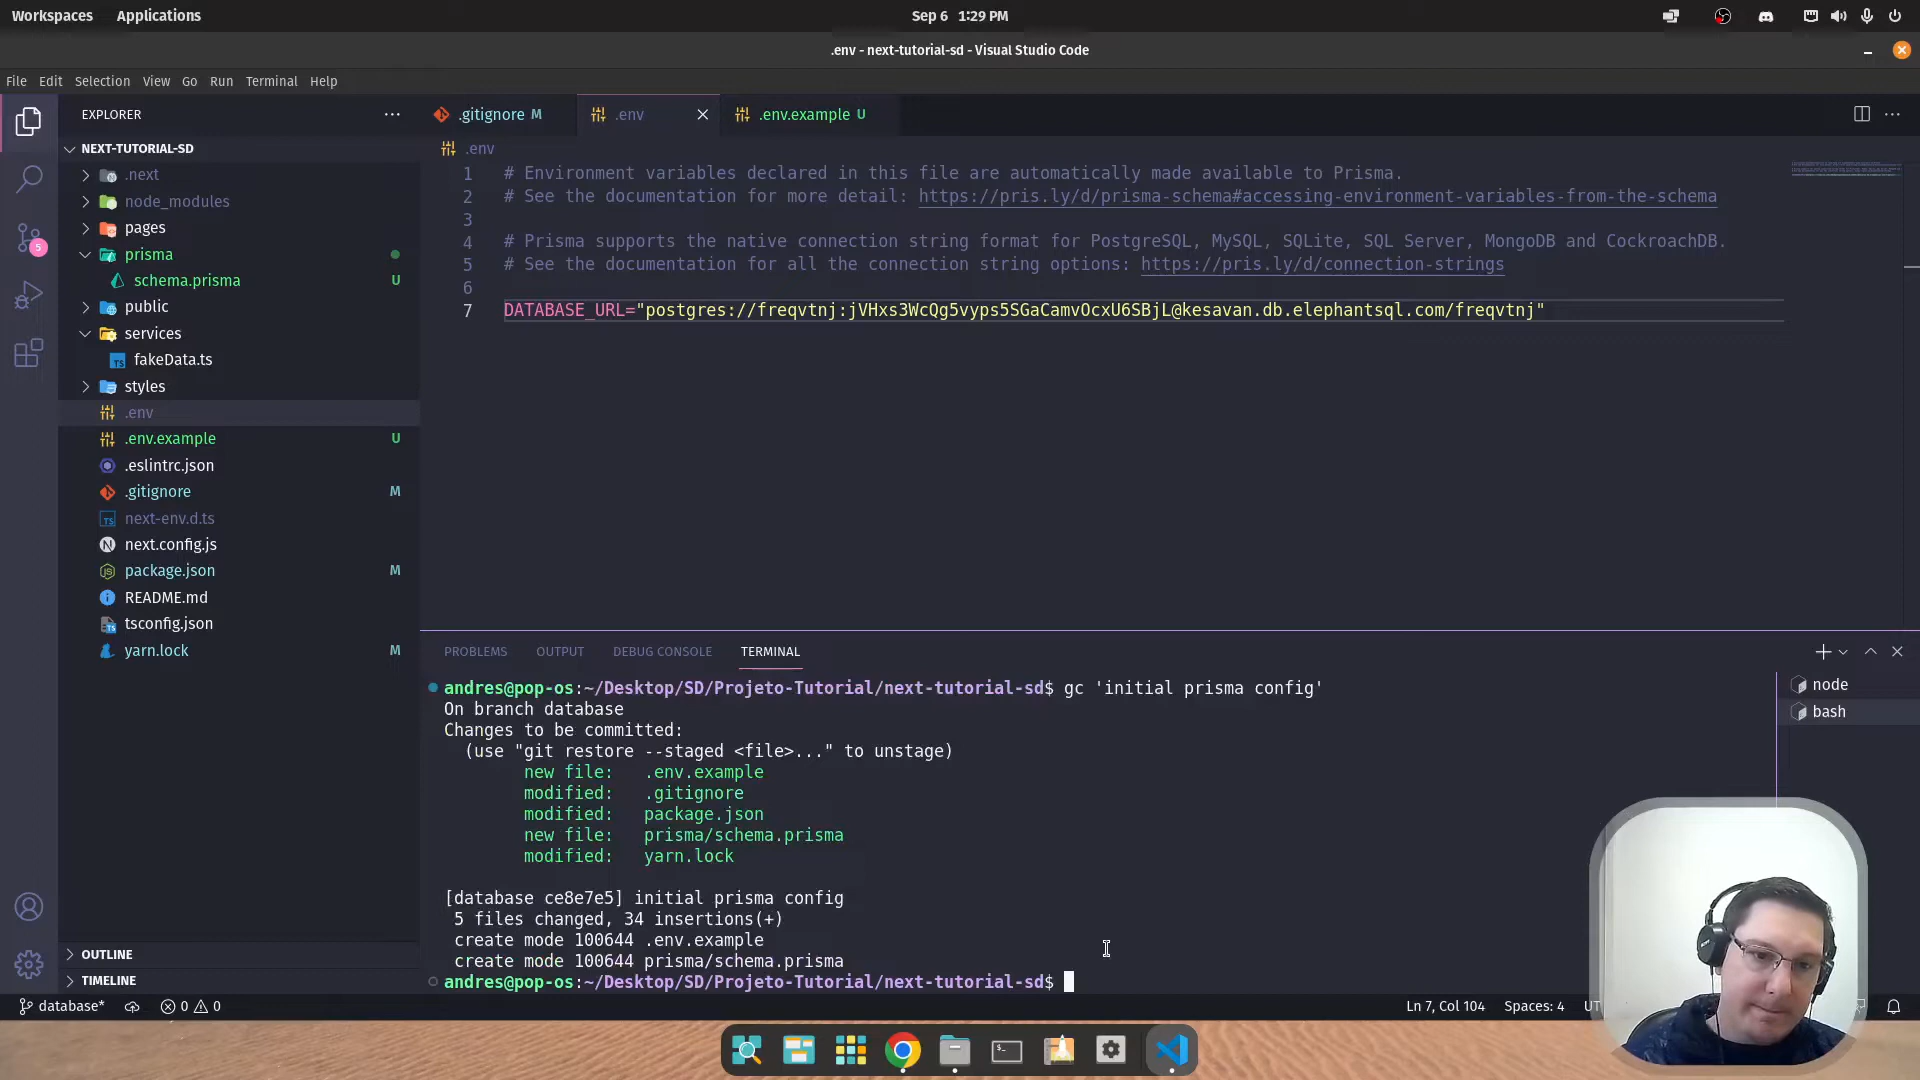 Workspaces Applications Sep 6 1:29 PM
.env - next-tutorial-sd - Visual Studio Code
File Edit Selection View Go Run Terminal Help
EXPLORER
NEXT-TUTORIAL-SD
.next
node_modules
pages
prisma
schema.prisma U
public
services
TS fakeData.ts
styles
.env
.env.example U
.eslintrc.json
.gitignore M
TS next-env.d.ts
N next.config.js
package.json M
README.md
TS tsconfig.json
yarn.lock M
OUTLINE
TIMELINE
5
.gitignore M .env .env.example U
.env
1 # Environment variables declared in this file are automatically made available to Prisma.
2 # See the documentation for more detail: https://pris.ly/d/prisma-schema#accessing-environment-variables-from-the-schema
3
4 # Prisma supports the native connection string format for PostgreSQL, MySQL, SQLite, SQL Server, MongoDB and CockroachDB.
5 # See the documentation for all the connection string options: https://pris.ly/d/connection-strings
6
7 DATABASE_URL="postgres://freqvtnj:jVHxs3WcQg5vyps5SGaCamvOcxU6SBjL@kesavan.db.elephantsql.com/freqvtnj"
PROBLEMS OUTPUT DEBUG CONSOLE TERMINAL
node
bash
andres@pop-os:~/Desktop/SD/Projeto-Tutorial/next-tutorial-sd$ gc 'initial prisma config'
On branch database
Changes to be committed:
(use "git restore --staged <file>..." to unstage)
new file: .env.example
modified: .gitignore
modified: package.json
new file: prisma/schema.prisma
modified: yarn.lock
[database ce8e7e5] initial prisma config
5 files changed, 34 insertions(+)
create mode 100644 .env.example
create mode 100644 prisma/schema.prisma
andres@pop-os:~/Desktop/SD/Projeto-Tutorial/next-tutorial-sd$
database* 0 0 Ln 7, Col 104 Spaces: 4